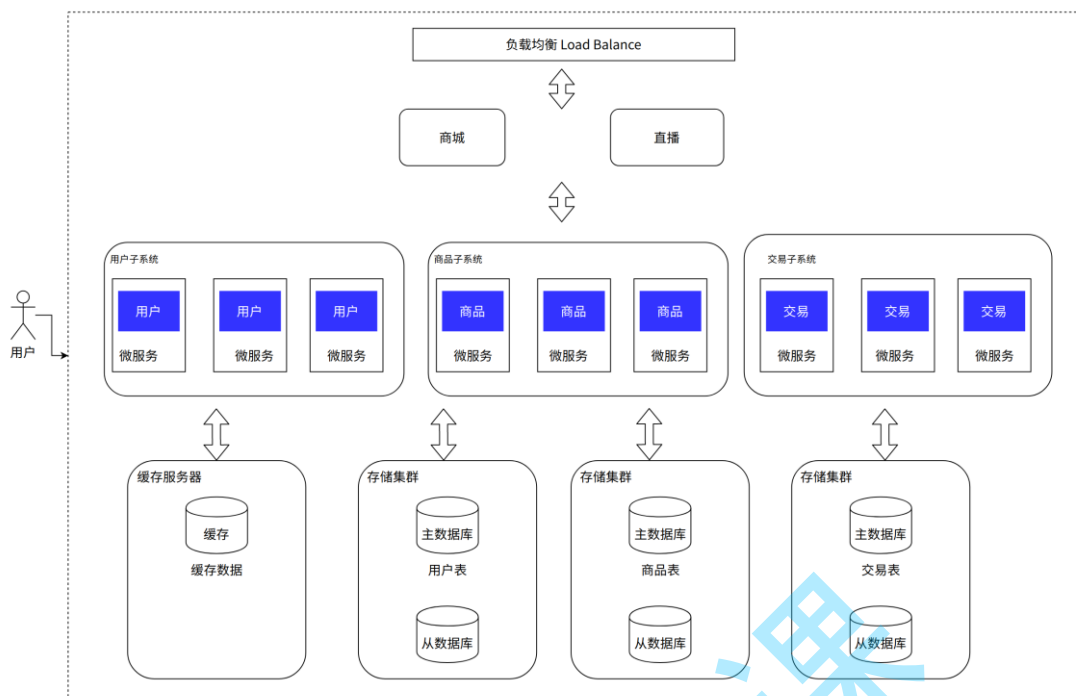 负载均衡 Load Balance
商城
直播
用户子系统
商品子系统
交易子系统
用户
用户
用户
商品
商品
商品
交易
交易
交易
微服务
微服务
微服务
微服务
微服务
微服务
微服务
微服务
微服务
用户
缓存服务器
存储集群
存储集群
存储集群
缓存
主数据库
主数据库
主数据库
缓存数据
用户表
商品表
交易表
从数据库
从数据库
从数据库
课